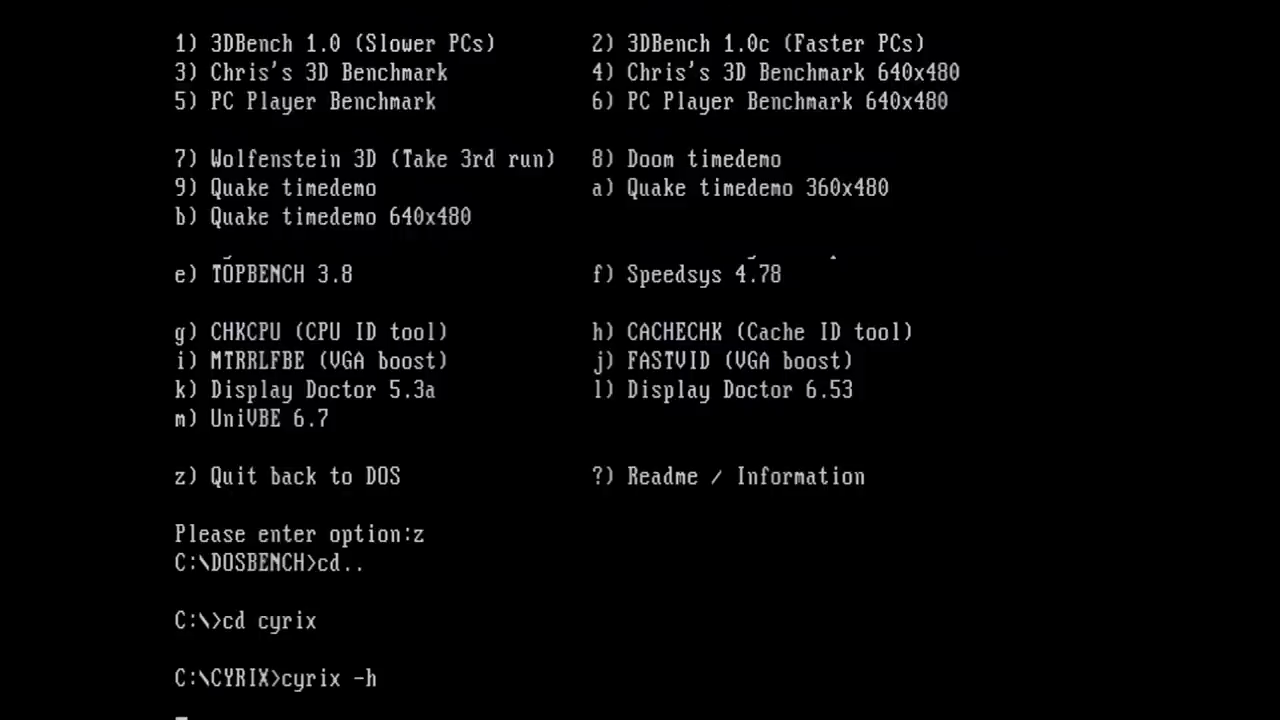 1) 3DBench 1.0 (Slower PCs) 2) 3DBench 1.0c (Faster PCs)
3) Chris's 3D Benchmark 4) Chris's 3D Benchmark 640x480
5) PC Player Benchmark 6) PC Player Benchmark 640x480
7) Wolfenstein 3D (Take 3rd run) 8) Doom timedemo
9) Quake timedemo a) Quake timedemo 360x480
b) Quake timedemo 640x480
e) TOPBENCH 3.8 f) Speedsys 4.78
g) CHKCPU (CPU ID tool) h) CACHECHK (Cache ID tool)
i) MTRRLFBE (VGA boost) j) FASTVID (VGA boost)
k) Display Doctor 5.3a l) Display Doctor 6.53
m) UniVBE 6.7
z) Quit back to DOS ?) Readme / Information
Please enter option:z
C:\DOSBENCH>cd..
C:\>cd cyrix
C:\CYRIX>cyrix -h